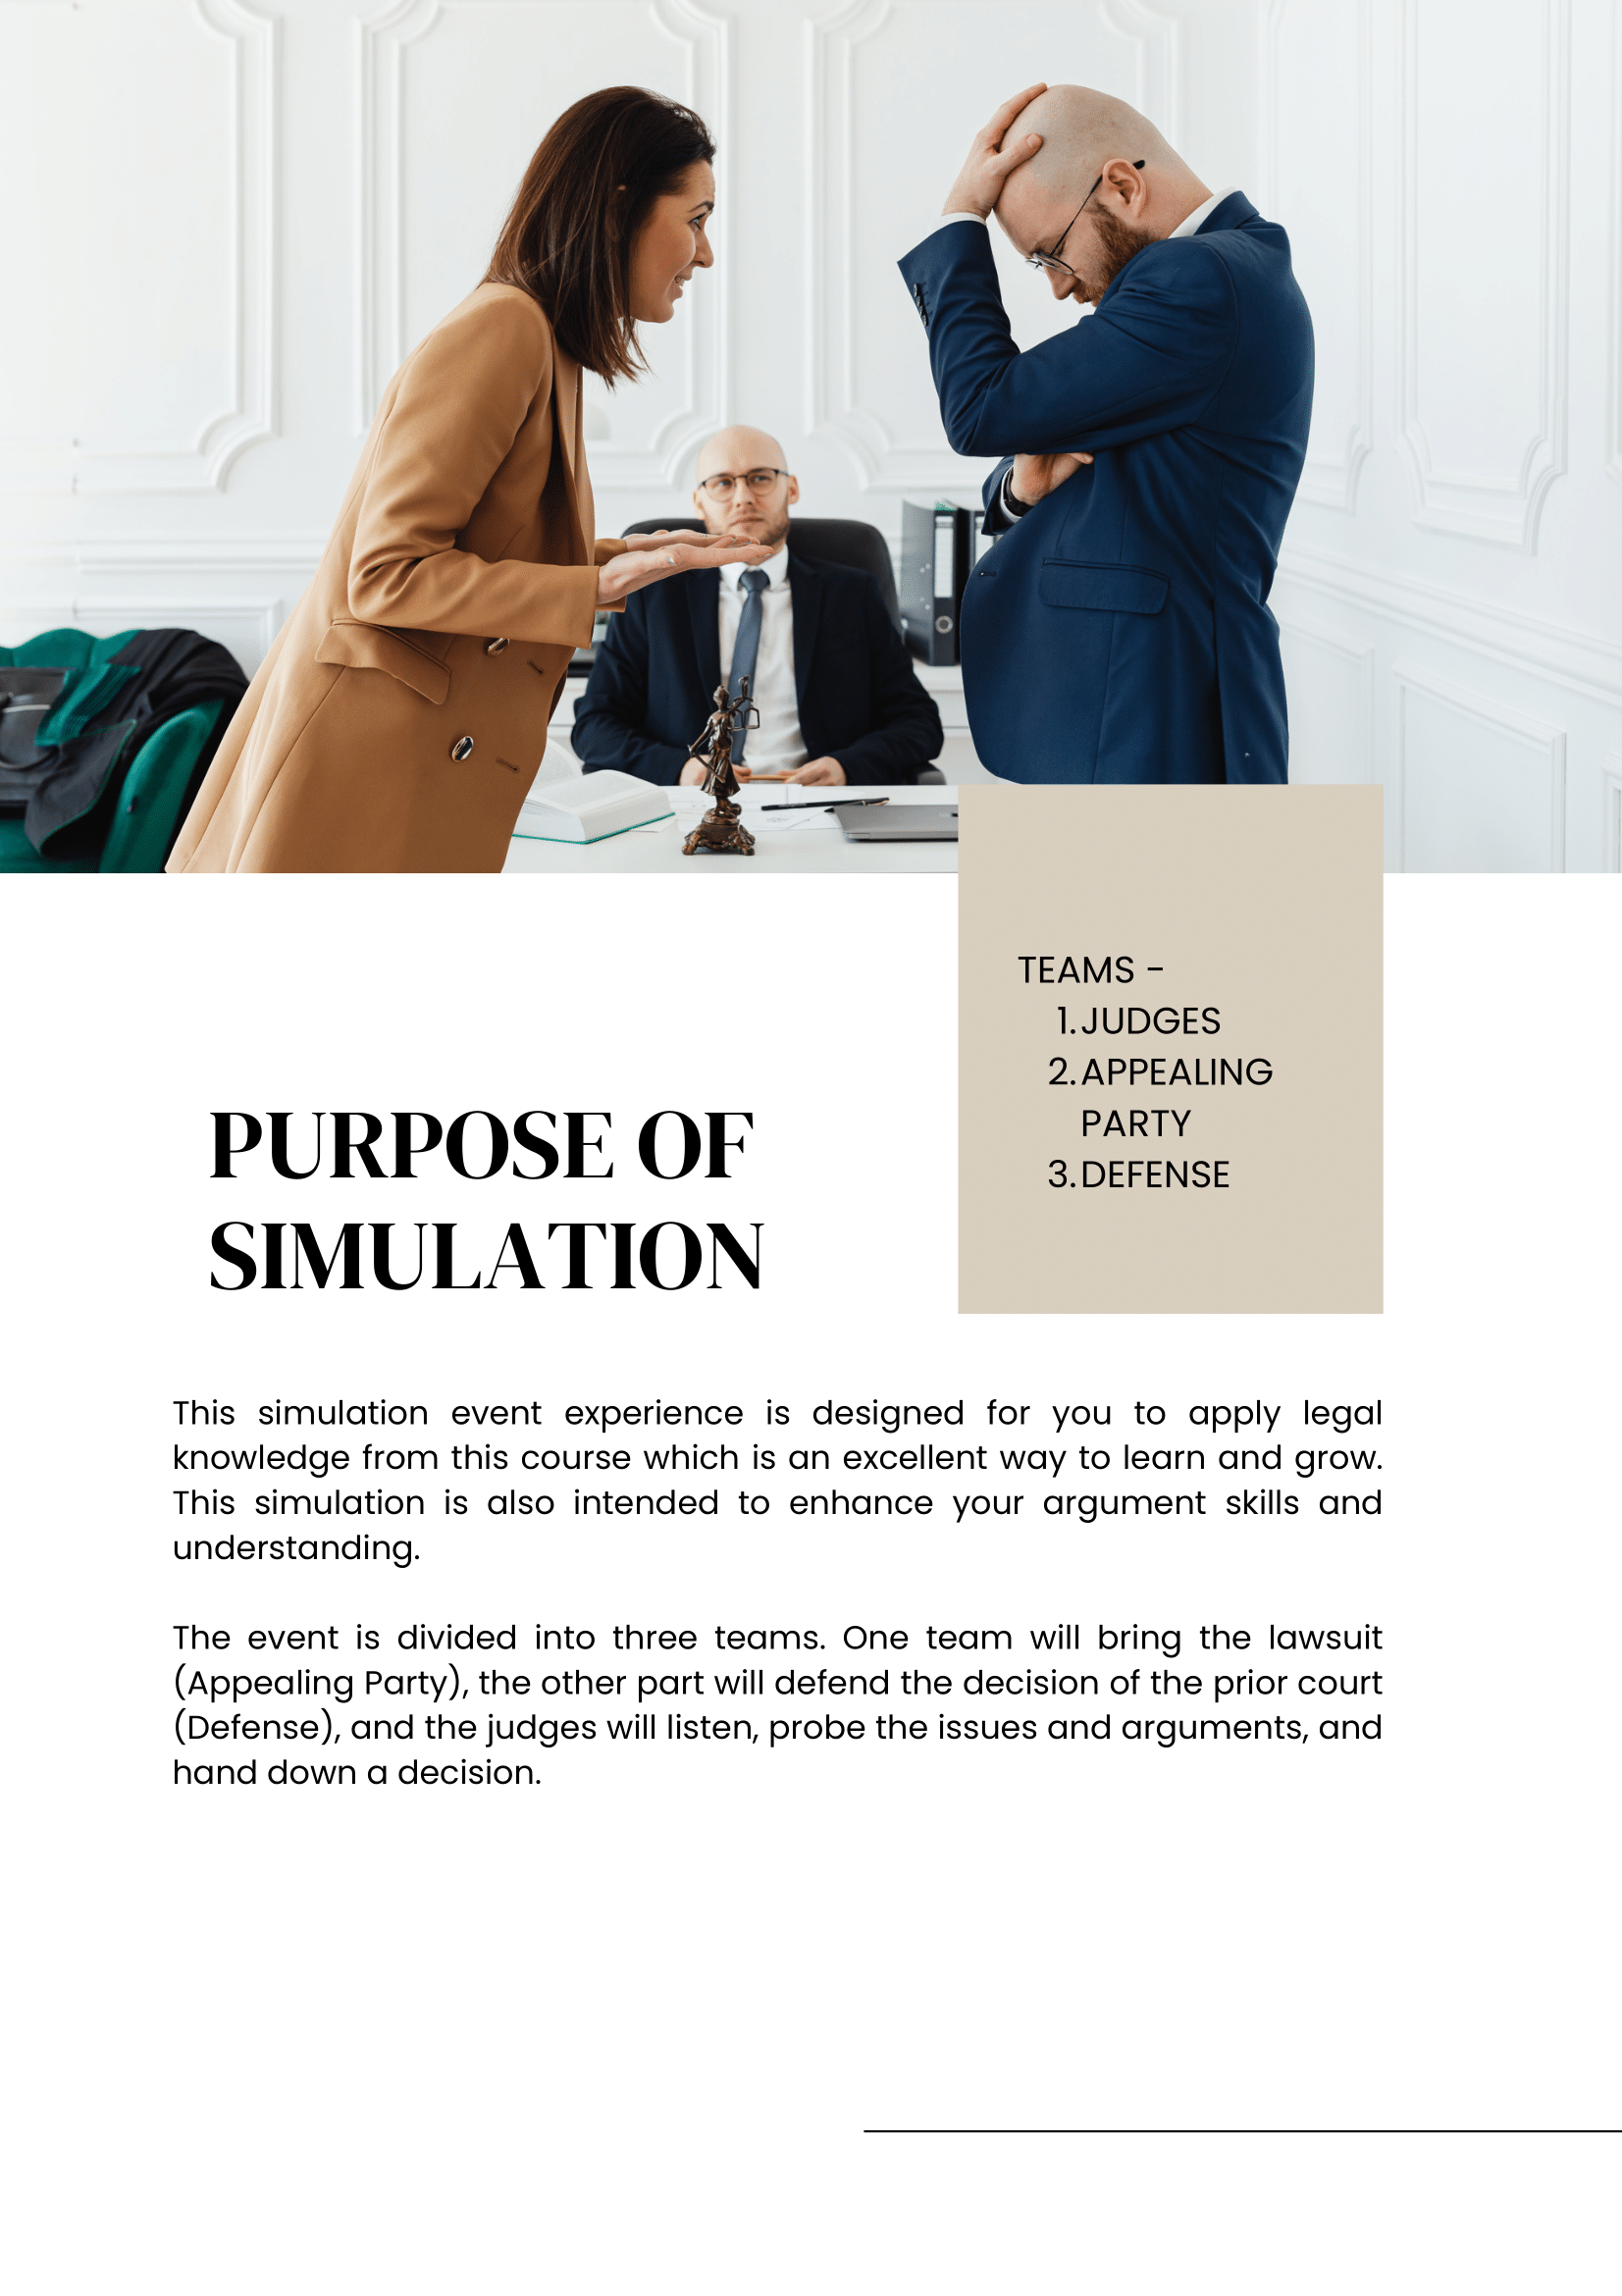 TEAMS -
1. JUDGES
2. APPEALING
PARTY
3. DEFENSE
PURPOSE OF
SIMULATION
This simulation event experience is designed for you to apply legal
knowledge from this course which is an excellent way to learn and grow.
This simulation is also intended to enhance your argument skills and
understanding.
The event is divided into three teams. One team will bring the lawsuit
(Appealing Party), the other part will defend the decision of the prior court
(Defense), and the judges will listen, probe the issues and arguments, and
hand down a decision.